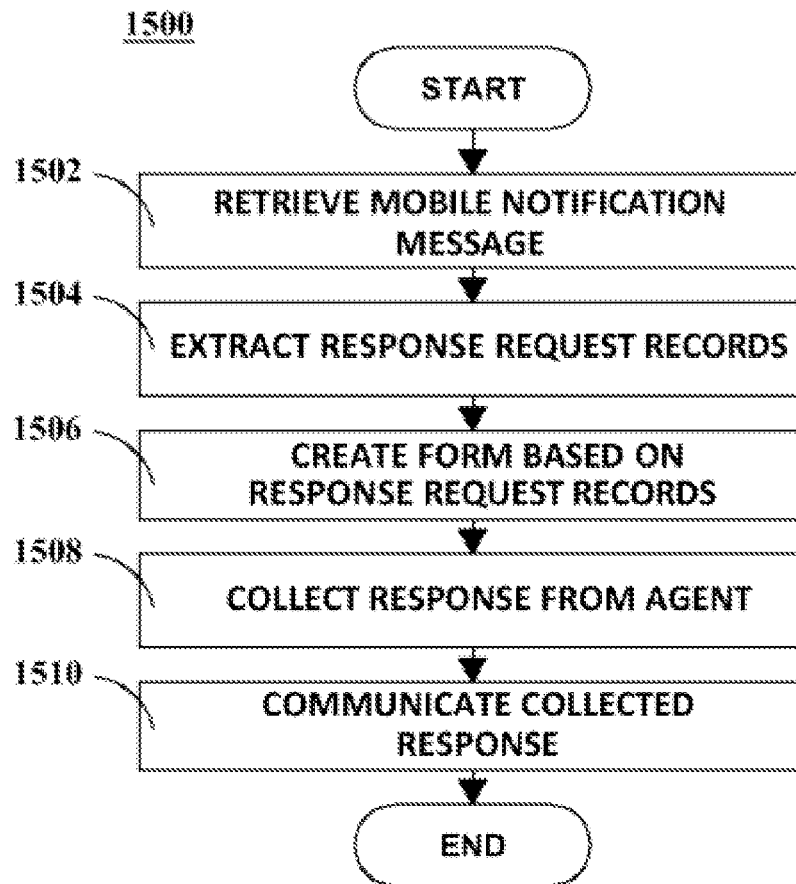 1500
START
1502
RETRIEVE MOBILE NOTIFICATION
MESSAGE
1504
EXTRACT RESPONSE REQUEST RECORDS
1506
CREATE FORM BASED ON
RESPONSE REQUEST RECORDS
1508
COLLECT RESPONSE FROM AGENT
1510
COMMUNICATE COLLECTED
RESPONSE
END